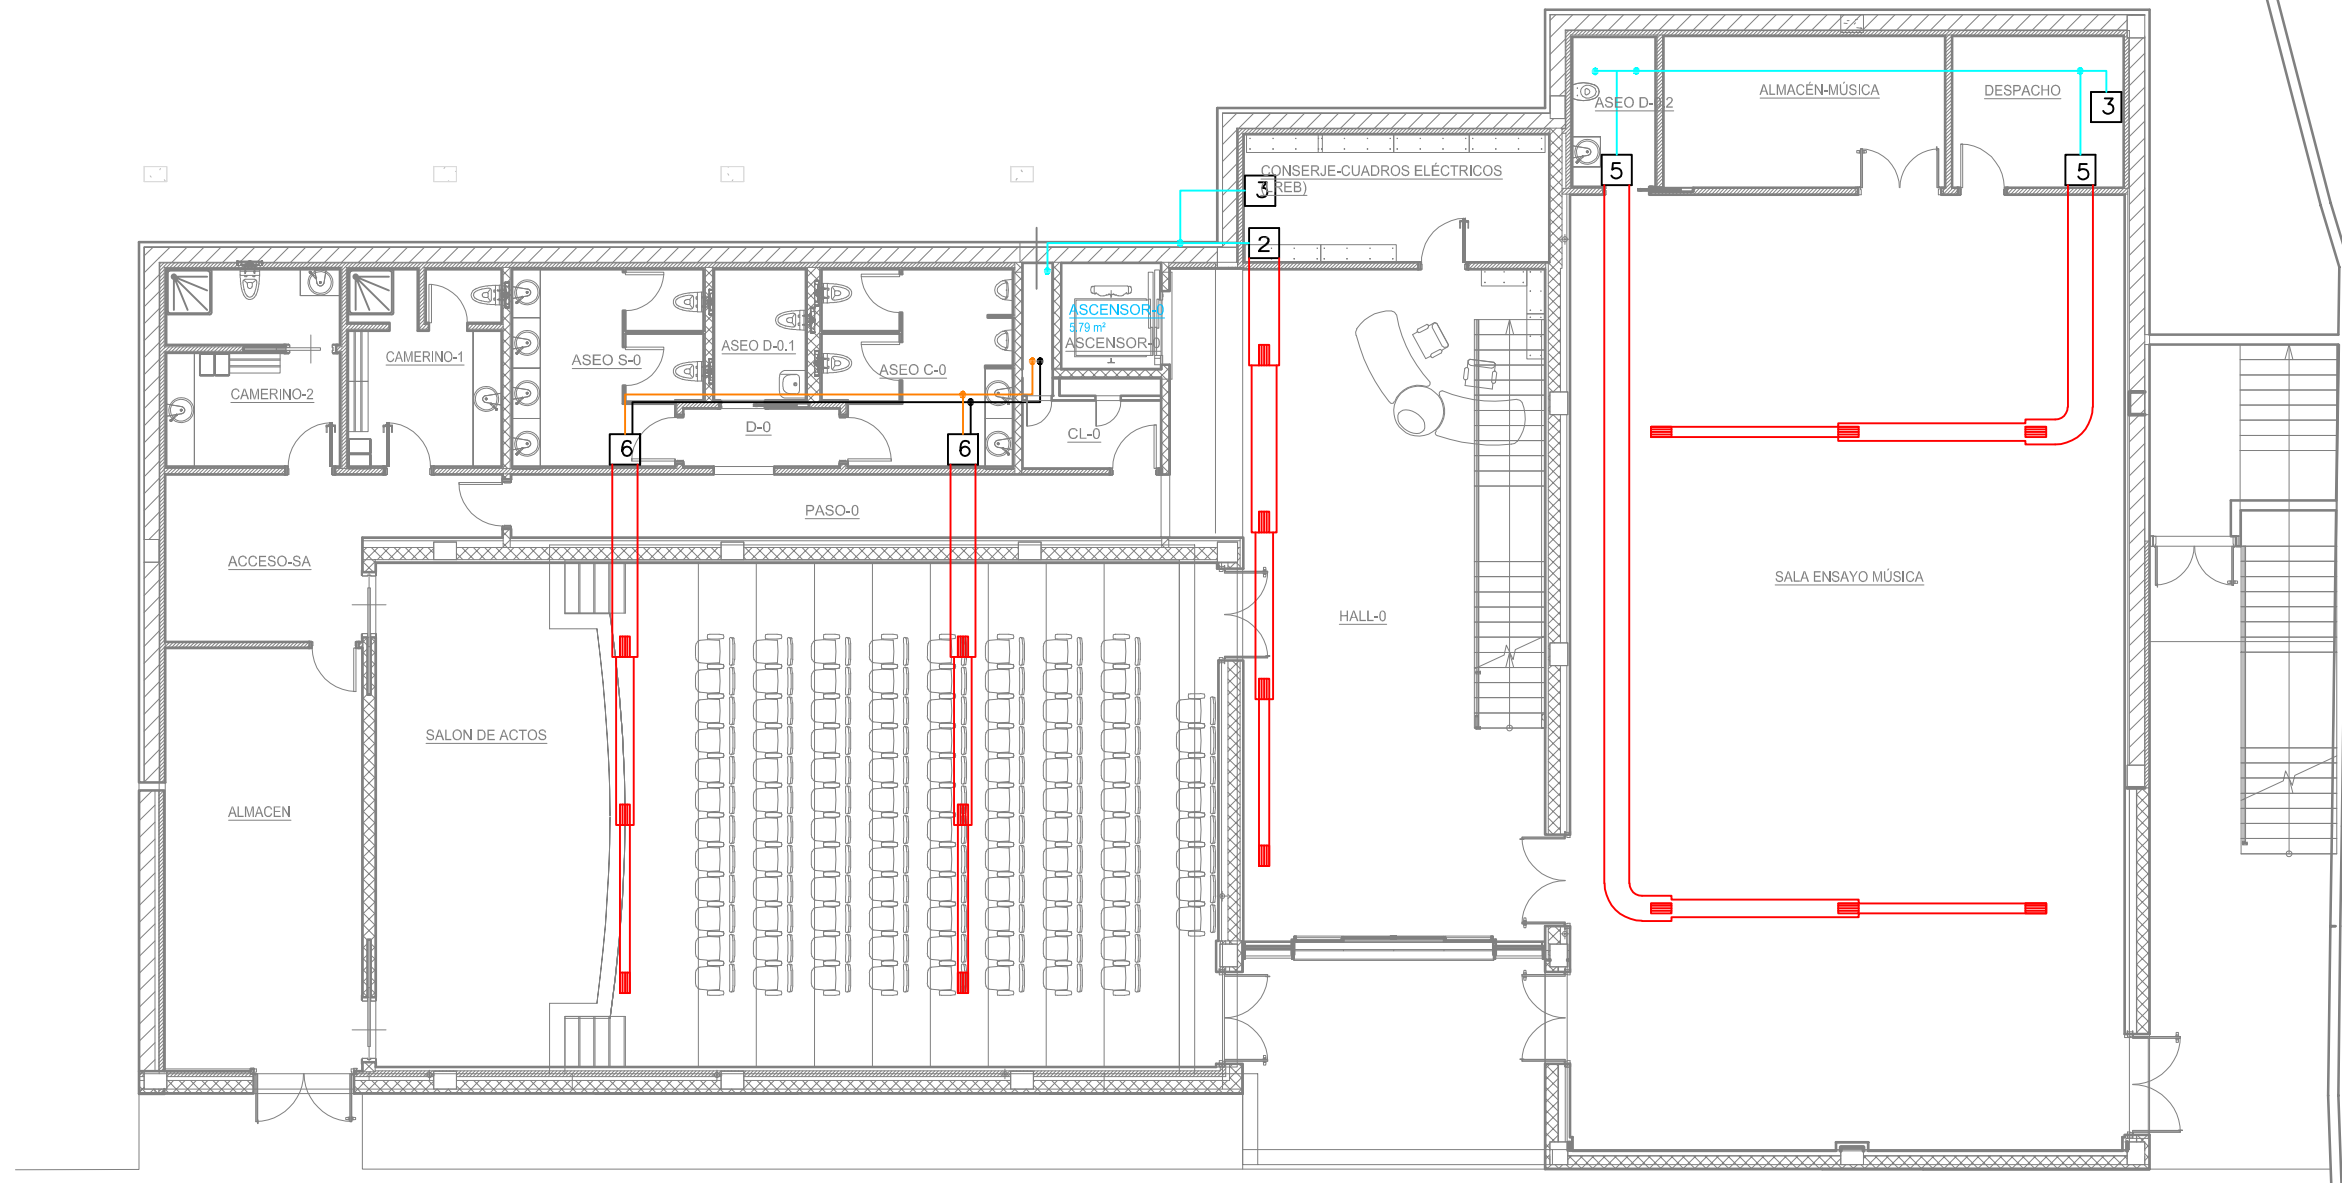 ASEO D-0.2
ALMACÉN-MÚSICA
DESPACHO
3
5
5
CONSERJE-CUADROS ELÉCTRICOS
3
2
ASCENSOR-0
5.79 m²
ASCENSOR-0
CAMERINO-2
CAMERINO-1
ASEO S-0
ASEO D-0.1
ASEO C-0
D-0
CL-0
6
6
PASO-0
ACCESO-SA
SALA ENSAYO MÚSICA
HALL-0
SALON DE ACTOS
ALMACEN